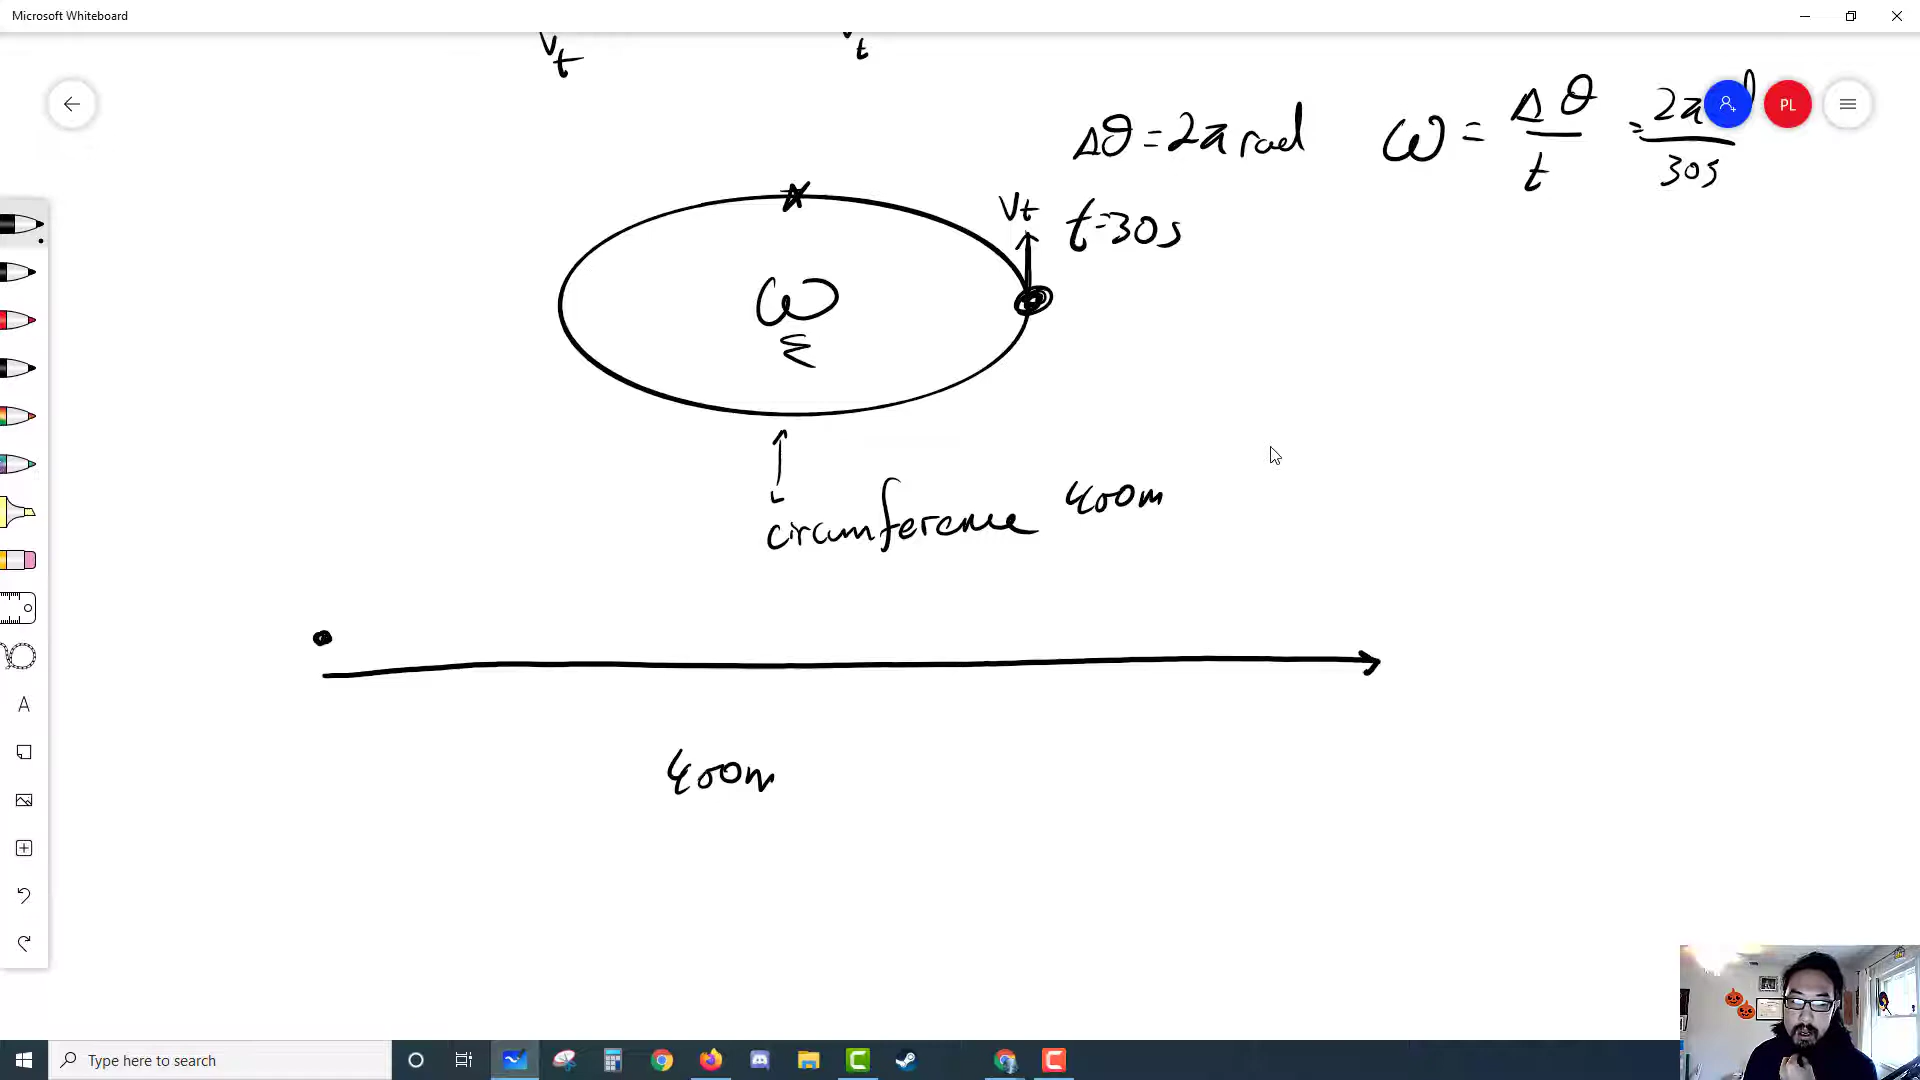 Microsoft Whiteboard
Vt
Vt
Δθ = 2π rad
ω = Δθ / t = 2π / 30s
PL
Vt
t=30s
ω
circumference 400m
400m
A
Type here to search